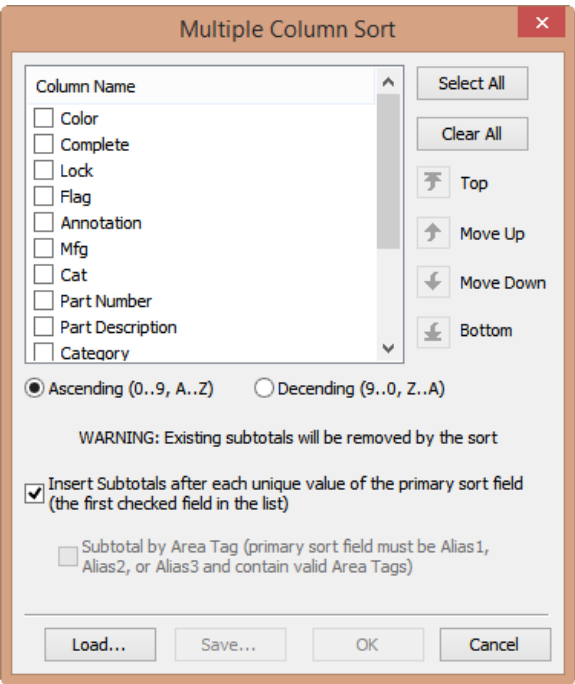 Multiple Column Sort
Column Name
Color
Complete
Lock
Flag
Annotation
Mfg
Cat
Part Number
Part Description
Category
Select All
Clear All
Top
Move Up
Move Down
Bottom
Ascending (0..9, A..Z)
Decending (9..0, Z..A)
WARNING: Existing subtotals will be removed by the sort
Insert Subtotals after each unique value of the primary sort field
(the first checked field in the list)
Subtotal by Area Tag (primary sort field must be Alias1,
Alias2, or Alias3 and contain valid Area Tags)
Load...
Save...
OK
Cancel